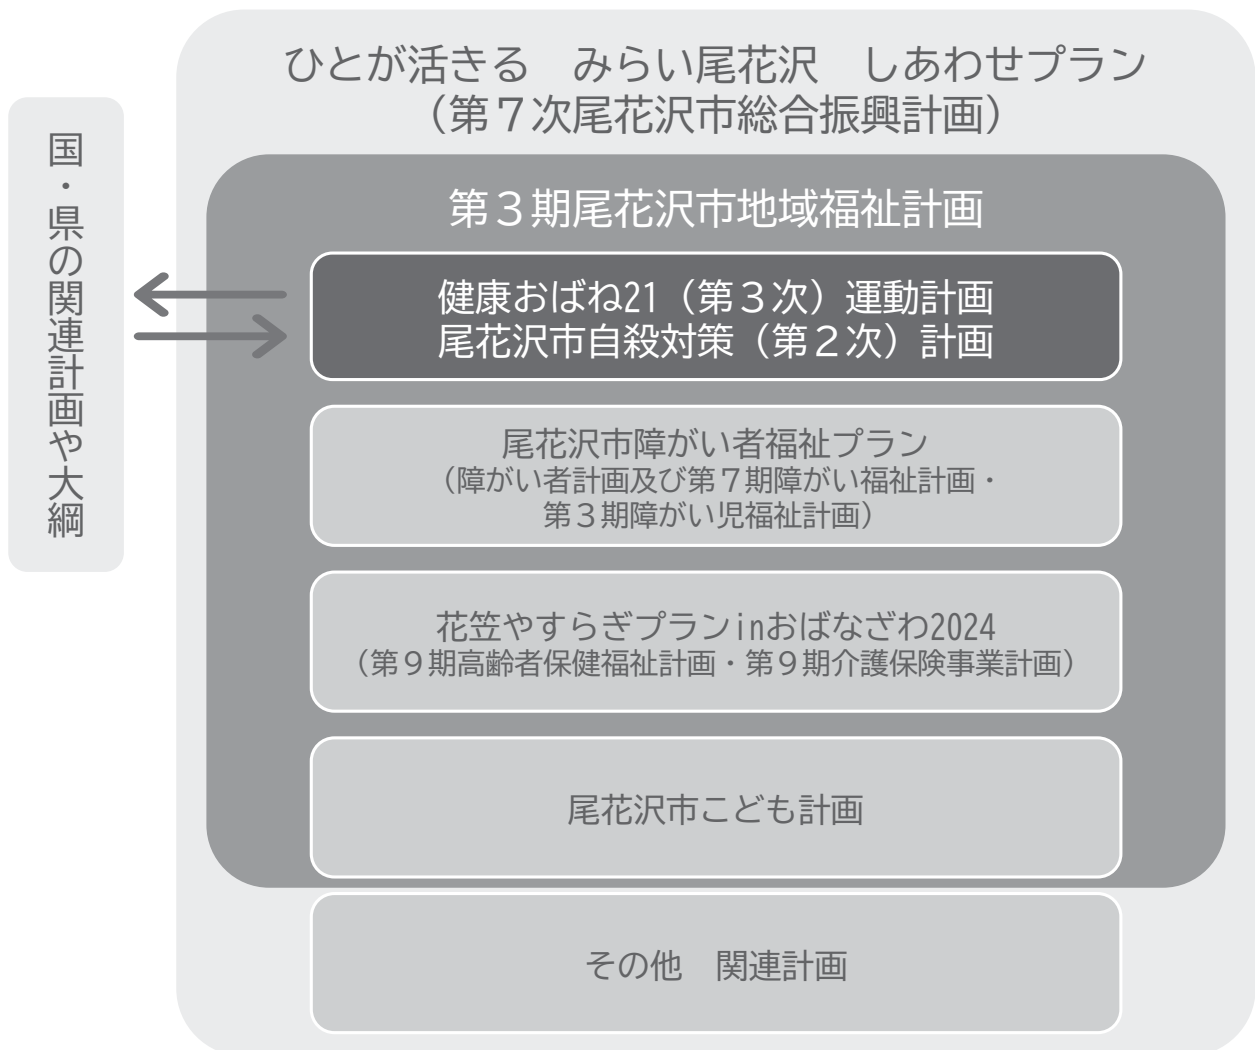 ひとが活きる　みらい尾花沢　しあわせプラン
（第７次尾花沢市総合振興計画）
国・県の関連計画や大綱
第３期尾花沢市地域福祉計画
健康おばね21（第３次）運動計画
尾花沢市自殺対策（第２次）計画
尾花沢市障がい者福祉プラン
（障がい者計画及び第７期障がい福祉計画・
第３期障がい児福祉計画）
花笠やすらぎプランinおばなざわ2024
（第９期高齢者保健福祉計画・第９期介護保険事業計画）
尾花沢市こども計画
その他　関連計画